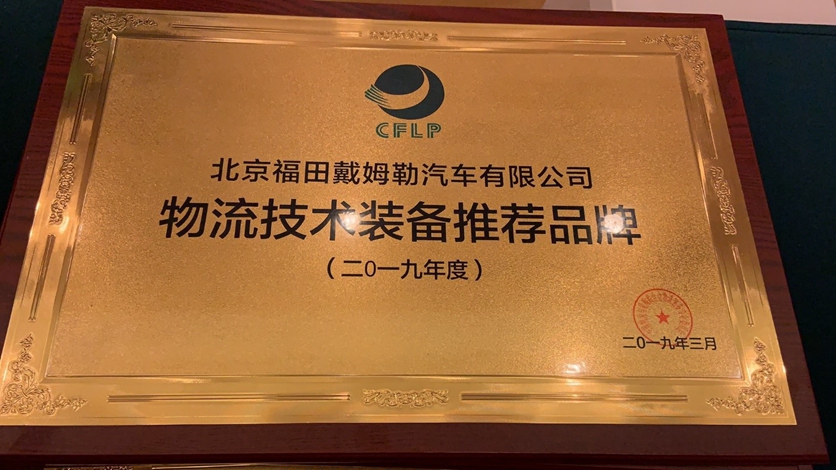 CFLP
北京福田戴姆勒汽车有限公司
物流技术装备推荐品牌
（二0一九年度）
二0一九年三月